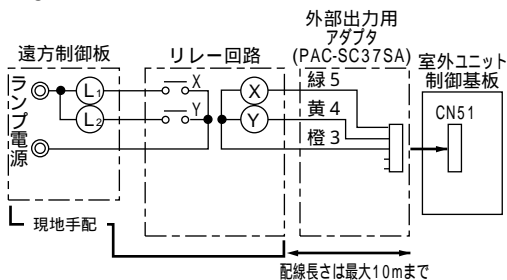 外部出力用
アダプタ
(PAC-SC37SA)
遠方制御板
リレー回路
室外ユニット
制御基板
ランプ電源
L1
L2
X
Y
X
Y
緑5
黄4
橙3
CN51
現地手配
配線長さは最大10mまで